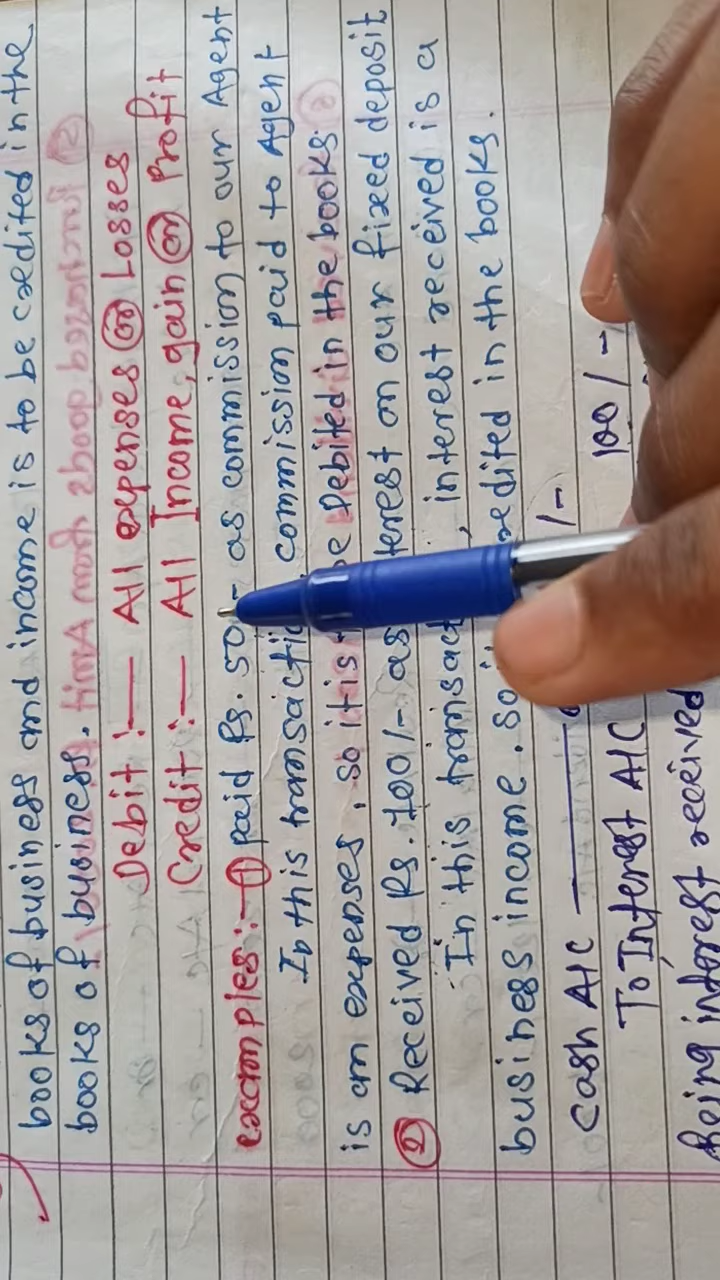 books of business and income is to be credited in the
books of business.
Debit :— All expenses or Losses
Credit :— All Income, gain or Profit
examples:- ① paid Rs. 50 - as commission to our Agent
In this transactio , commission paid to Agent
is an expenses, so it is e Debited in the books.
② Received Rs. 100/- as terest on our fixed deposit
In this transact , interest received is a
business income. so i redited in the books.
Cash A/C /-
To Interest A/C 100/-
Being interest received